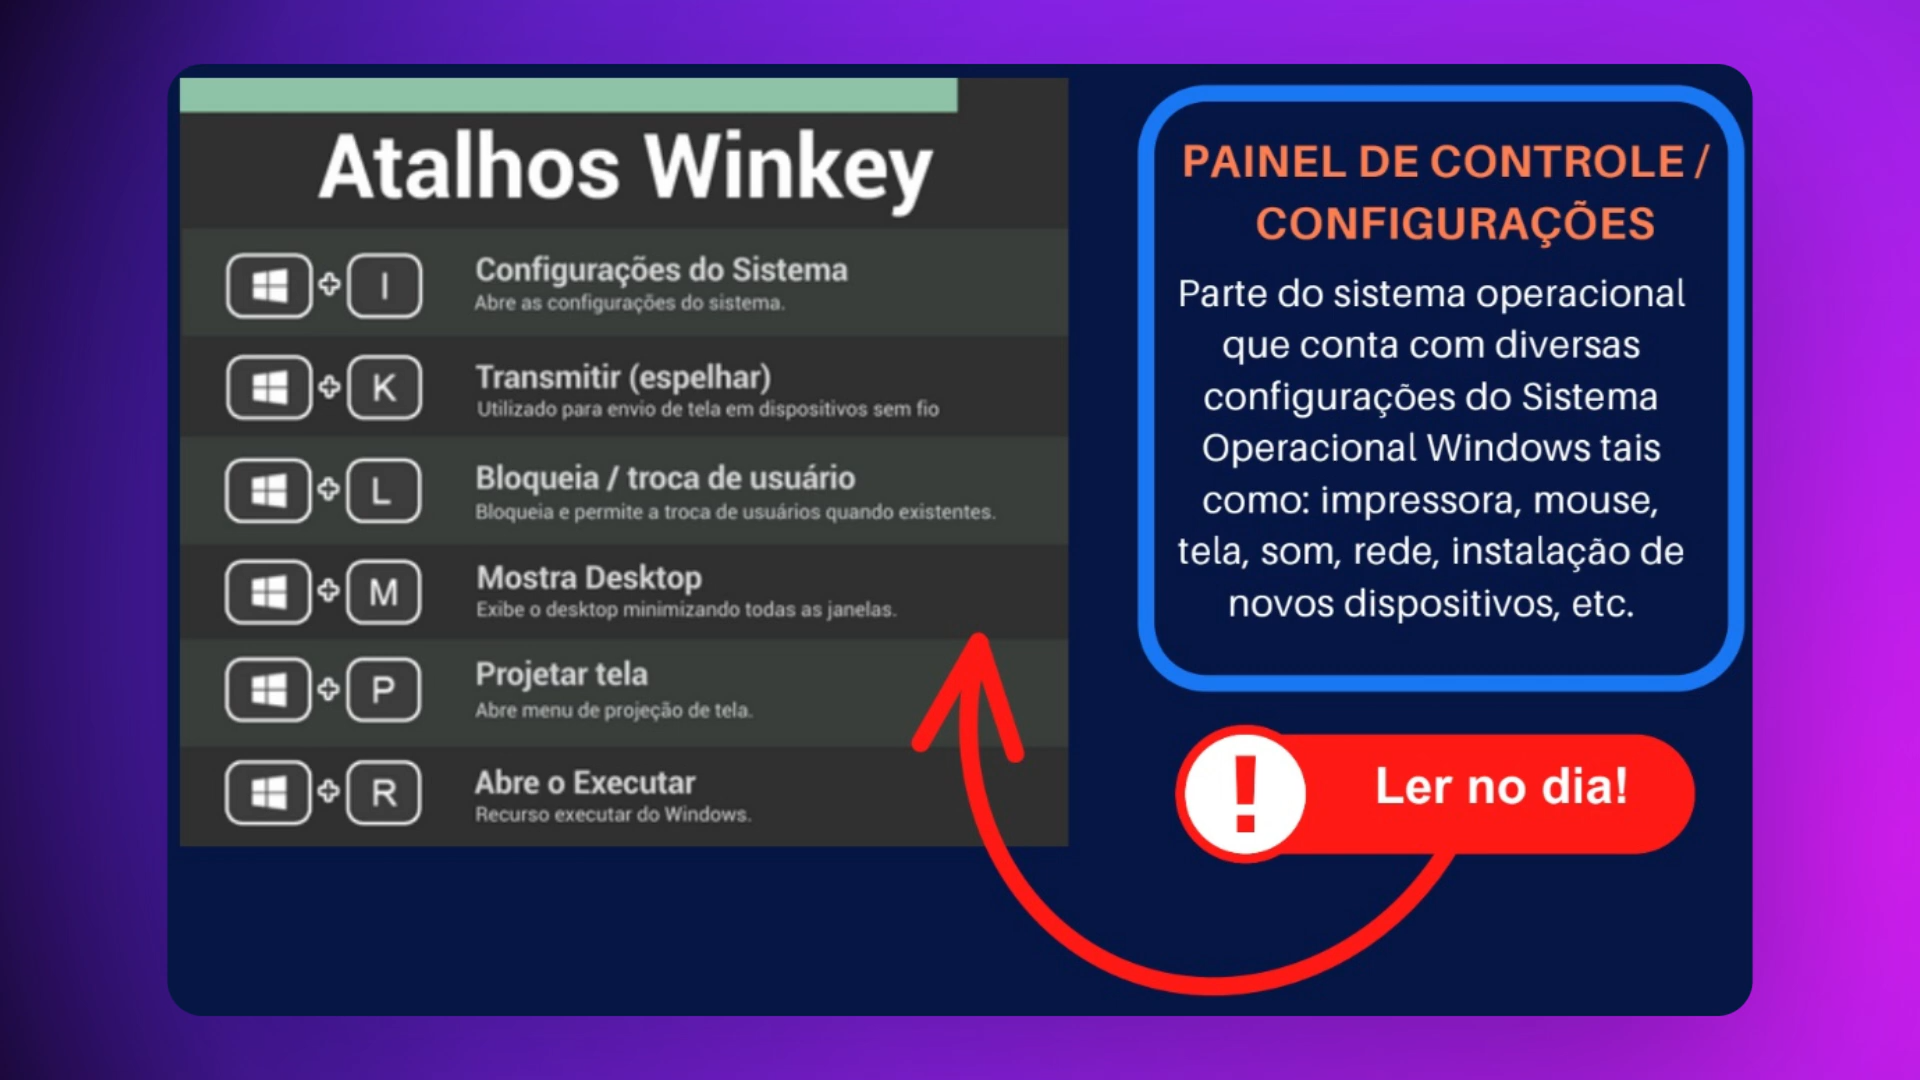 Atalhos Winkey
I
Configurações do Sistema
Abre as configurações do sistema.
K
Transmitir (espelhar)
Utilizado para envio de tela em dispositivos sem fio
L
Bloqueia / troca de usuário
Bloqueia e permite a troca de usuários quando existentes.
M
Mostra Desktop
Exibe o desktop minimizando todas as janelas.
P
Projetar tela
Abre menu de projeção de tela.
R
Abre o Executar
Recurso executar do Windows.
PAINEL DE CONTROLE /
CONFIGURAÇÕES
Parte do sistema operacional
que conta com diversas
configurações do Sistema
Operacional Windows tais
como: impressora, mouse,
tela, som, rede, instalação de
novos dispositivos, etc.
! Ler no dia!